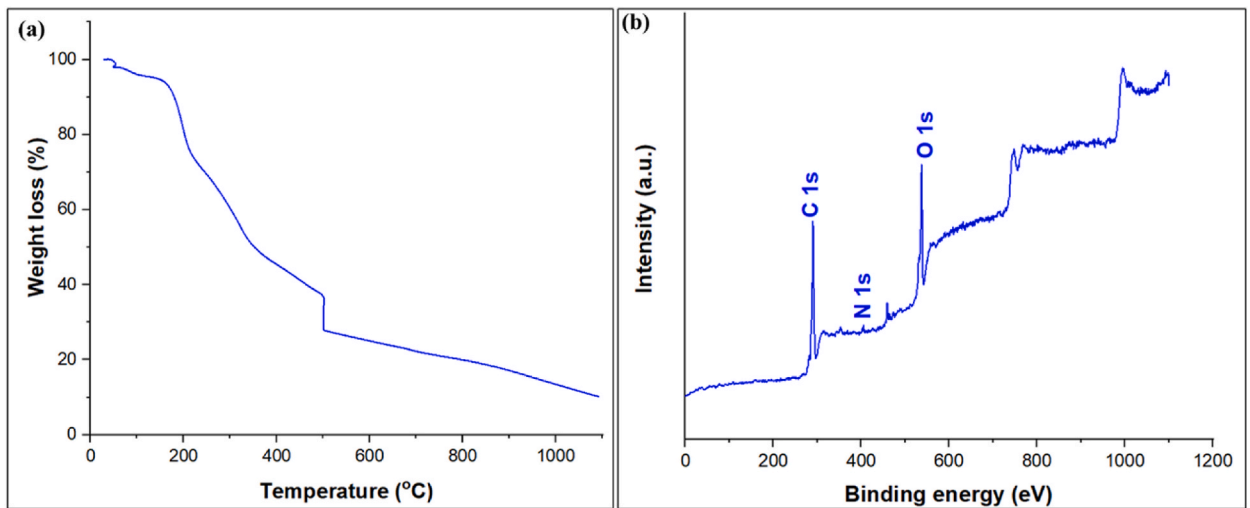 (a)
100
80
60
40
20
0
Weight loss (%)
0 200 400 600 800 1000
Temperature (°C)
(b)
C 1s
N 1s
O 1s
Intensity (a.u.)
0 200 400 600 800 1000 1200
Binding energy (eV)